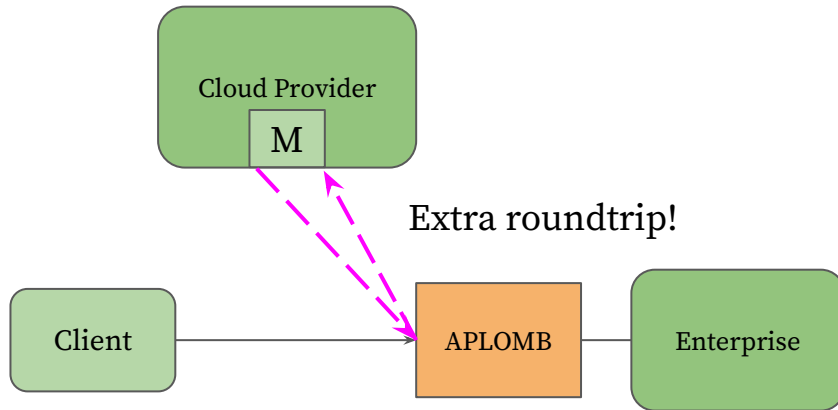 Cloud Provider
M
Extra roundtrip!
Client
APLOMB
Enterprise